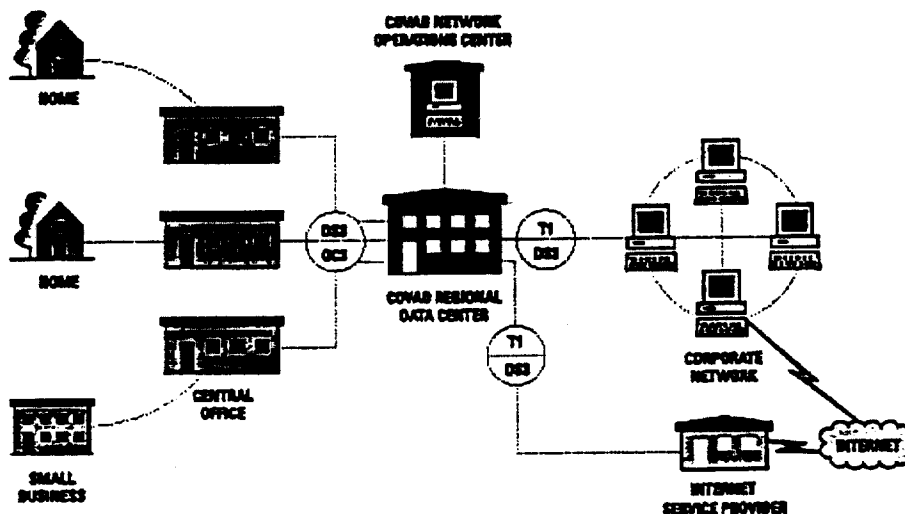 COVAD NETWORK
OPERATIONS CENTER
HOME
HOME
DS3
OC3
T1
DS3
COVAD REGIONAL
DATA CENTER
T1
DS3
CORPORATE
NETWORK
CENTRAL
OFFICE
INTERNET
SMALL
BUSINESS
INTERNET
SERVICE PROVIDER